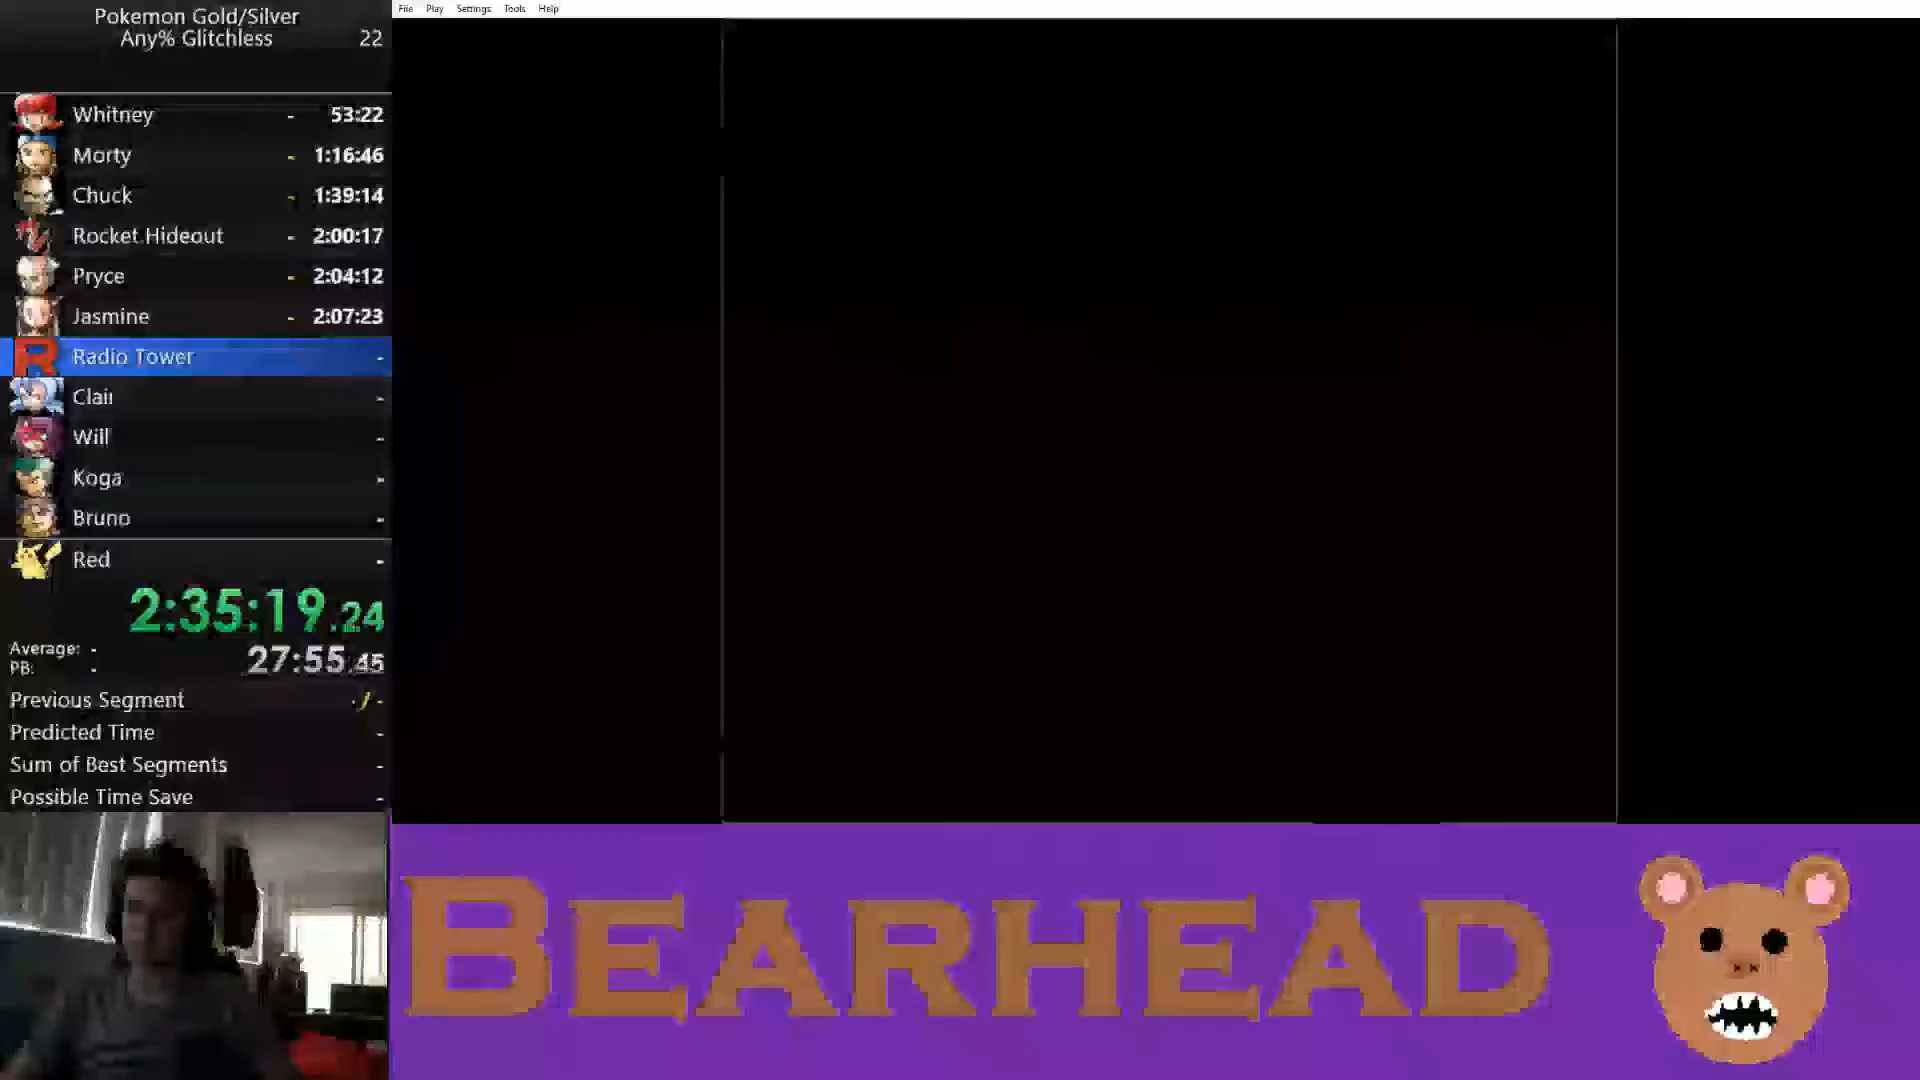 Pokemon Gold/Silver
Any% Glitchless 22
File Play Settings Tools Help
Whitney - 53:22
Morty - 1:16:46
Chuck - 1:39:14
Rocket Hideout - 2:00:17
Pryce - 2:04:12
Jasmine - 2:07:23
Radio Tower -
Clair -
Will -
Koga -
Bruno -
Red -
2:35:19.24
Average: -
PB: - 27:55.45
Previous Segment - / -
Predicted Time -
Sum of Best Segments -
Possible Time Save -
BEARHEAD